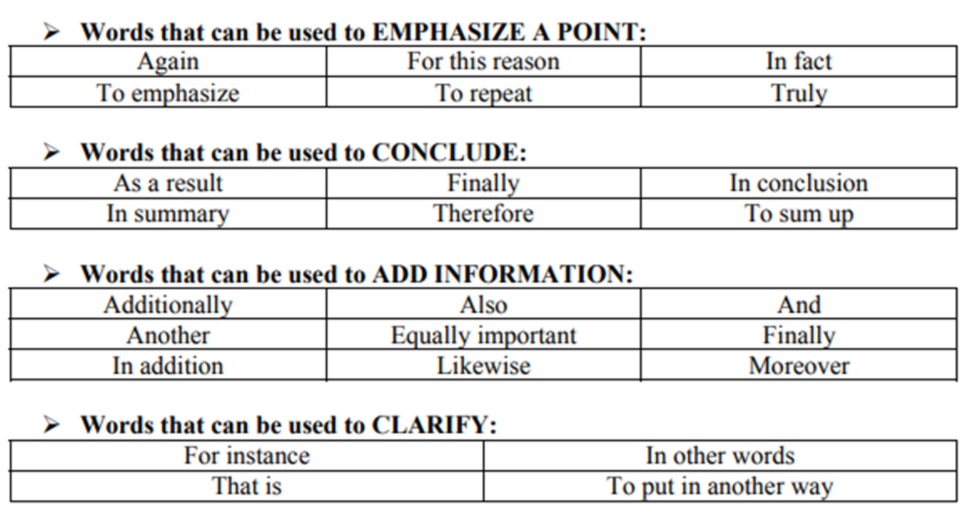 ➢ Words that can be used to EMPHASIZE A POINT:
Again For this reason In fact
To emphasize To repeat Truly
➢ Words that can be used to CONCLUDE:
As a result Finally In conclusion
In summary Therefore To sum up
➢ Words that can be used to ADD INFORMATION:
Additionally Also And
Another Equally important Finally
In addition Likewise Moreover
➢ Words that can be used to CLARIFY:
For instance In other words
That is To put in another way